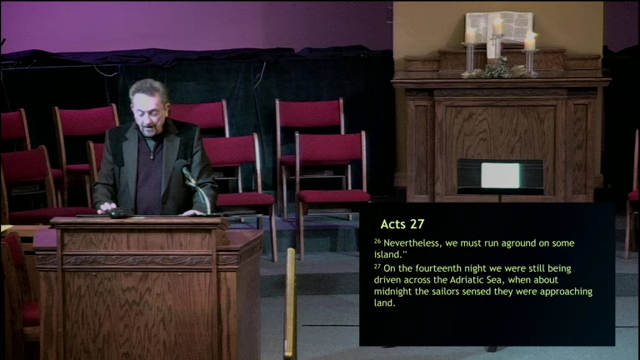 Acts 27
26 Nevertheless, we must run aground on some
island."
27 On the fourteenth night we were still being
driven across the Adriatic Sea, when about
midnight the sailors sensed they were approaching
land.